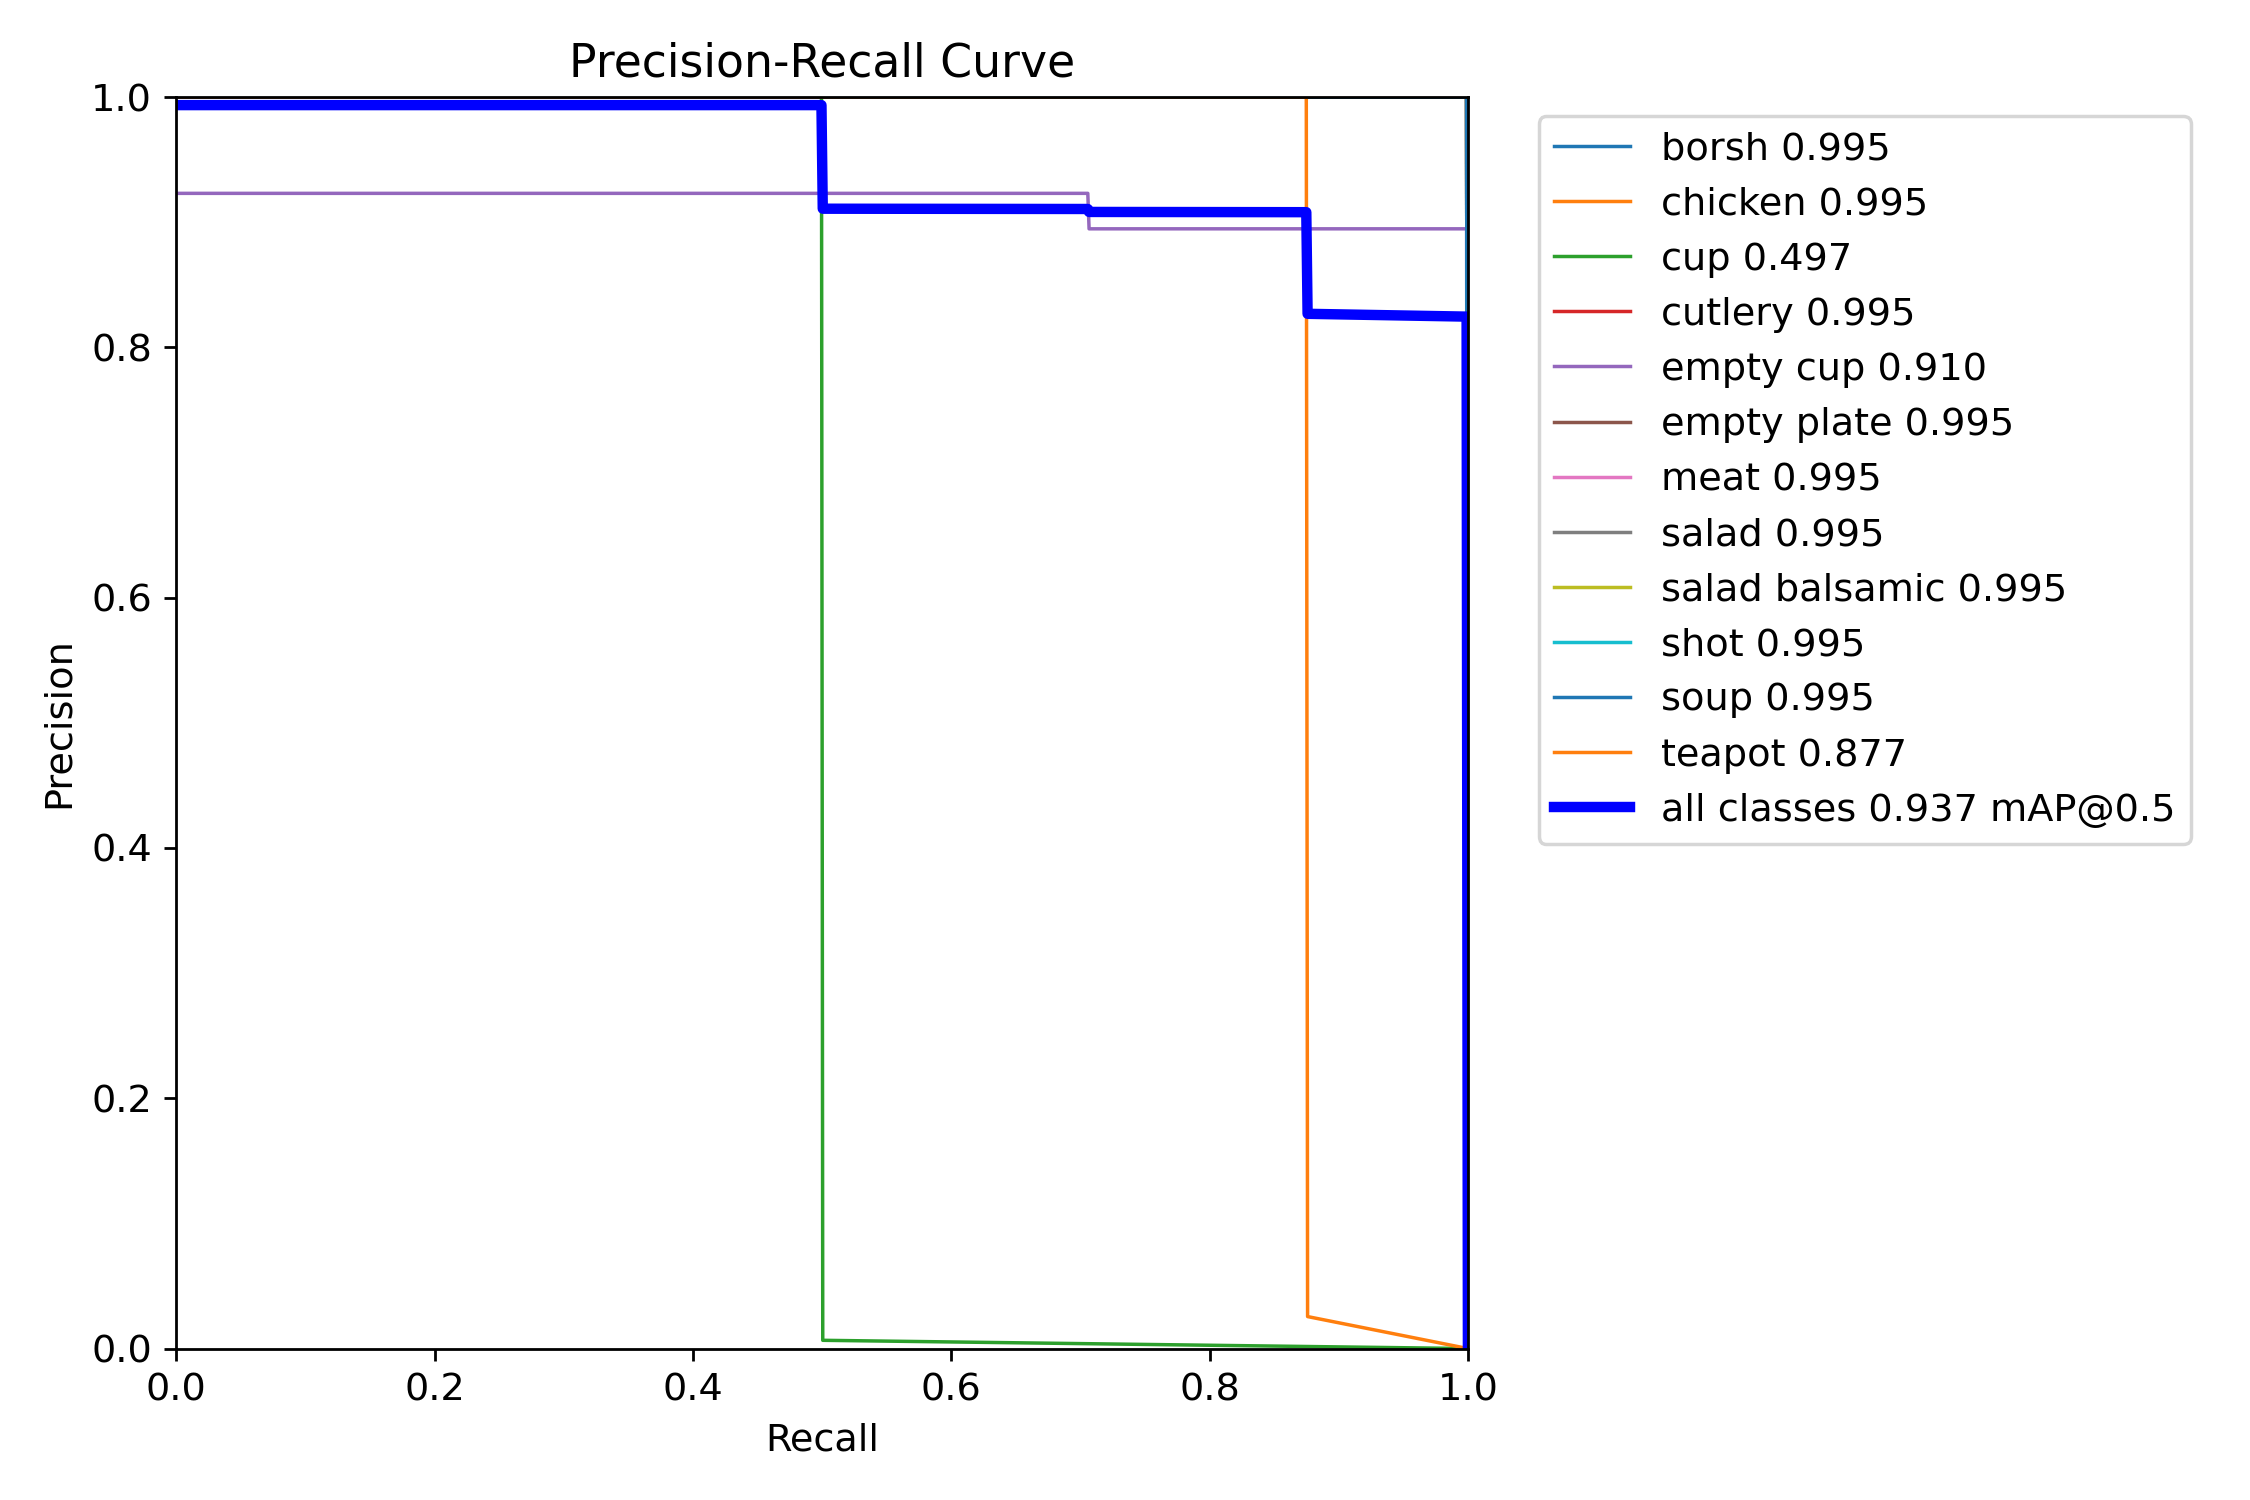 Precision-Recall Curve
1.0
0.8
0.6
0.4
0.2
0.0
Precision
0.0 0.2 0.4 0.6 0.8 1.0
Recall
borsh 0.995
chicken 0.995
cup 0.497
cutlery 0.995
empty cup 0.910
empty plate 0.995
meat 0.995
salad 0.995
salad balsamic 0.995
shot 0.995
soup 0.995
teapot 0.877
all classes 0.937 mAP@0.5